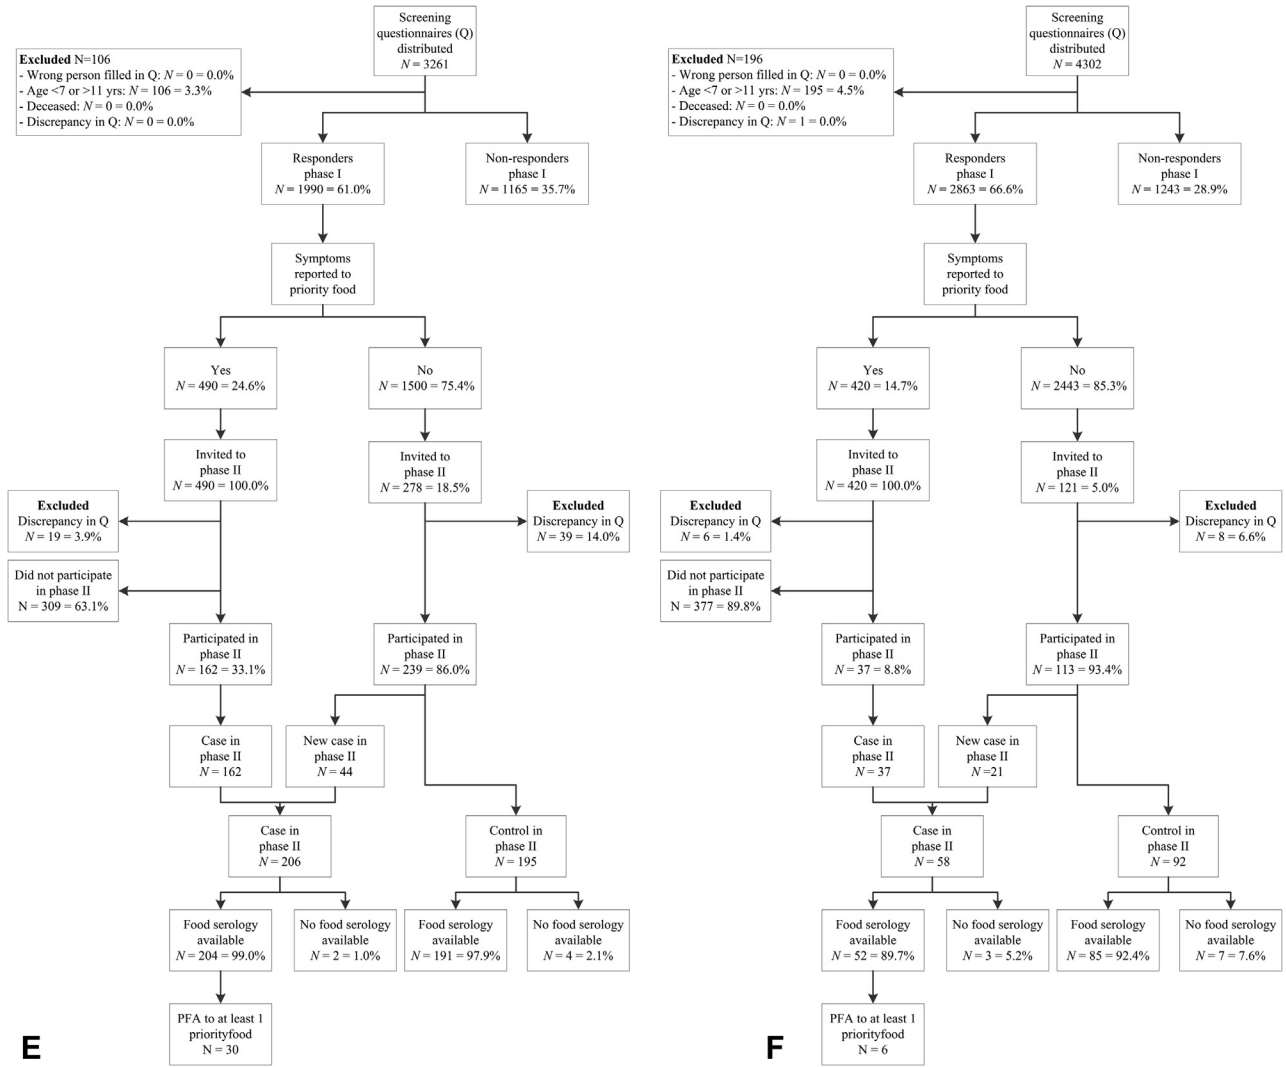 Screening
questionnaires (Q)
distributed
N = 3261
Excluded N=106
- Wrong person filled in Q: N = 0 = 0.0%
- Age <7 or >11 yrs: N = 106 = 3.3%
- Deceased: N = 0 = 0.0%
- Discrepancy in Q: N = 0 = 0.0%
Responders
phase I
N = 1990 = 61.0%
Non-responders
phase I
N = 1165 = 35.7%
Symptoms
reported to
priority food
Yes
N = 490 = 24.6%
No
N = 1500 = 75.4%
Invited to
phase II
N = 490 = 100.0%
Invited to
phase II
N = 278 = 18.5%
Excluded
Discrepancy in Q
N = 19 = 3.9%
Excluded
Discrepancy in Q
N = 39 = 14.0%
Did not participate
in phase II
N = 309 = 63.1%
Participated in
phase II
N = 162 = 33.1%
Participated in
phase II
N = 239 = 86.0%
Case in
phase II
N = 162
New case in
phase II
N = 44
Case in
phase II
N = 206
Control in
phase II
N = 195
Food serology
available
N = 204 = 99.0%
No food serology
available
N = 2 = 1.0%
Food serology
available
N = 191 = 97.9%
No food serology
available
N = 4 = 2.1%
PFA to at least 1
priorityfood
N = 30
E
Screening
questionnaires (Q)
distributed
N = 4302
Excluded N=196
- Wrong person filled in Q: N = 0 = 0.0%
- Age <7 or >11 yrs: N = 195 = 4.5%
- Deceased: N = 0 = 0.0%
- Discrepancy in Q: N = 1 = 0.0%
Responders
phase I
N = 2863 = 66.6%
Non-responders
phase I
N = 1243 = 28.9%
Symptoms
reported to
priority food
Yes
N = 420 = 14.7%
No
N = 2443 = 85.3%
Invited to
phase II
N = 420 = 100.0%
Invited to
phase II
N = 121 = 5.0%
Excluded
Discrepancy in Q
N = 6 = 1.4%
Excluded
Discrepancy in Q
N = 8 = 6.6%
Did not participate
in phase II
N = 377 = 89.8%
Participated in
phase II
N = 37 = 8.8%
Participated in
phase II
N = 113 = 93.4%
Case in
phase II
N = 37
New case in
phase II
N =21
Case in
phase II
N = 58
Control in
phase II
N = 92
Food serology
available
N = 52 = 89.7%
No food serology
available
N = 3 = 5.2%
Food serology
available
N = 85 = 92.4%
No food serology
available
N = 7 = 7.6%
PFA to at least 1
priorityfood
N = 6
F